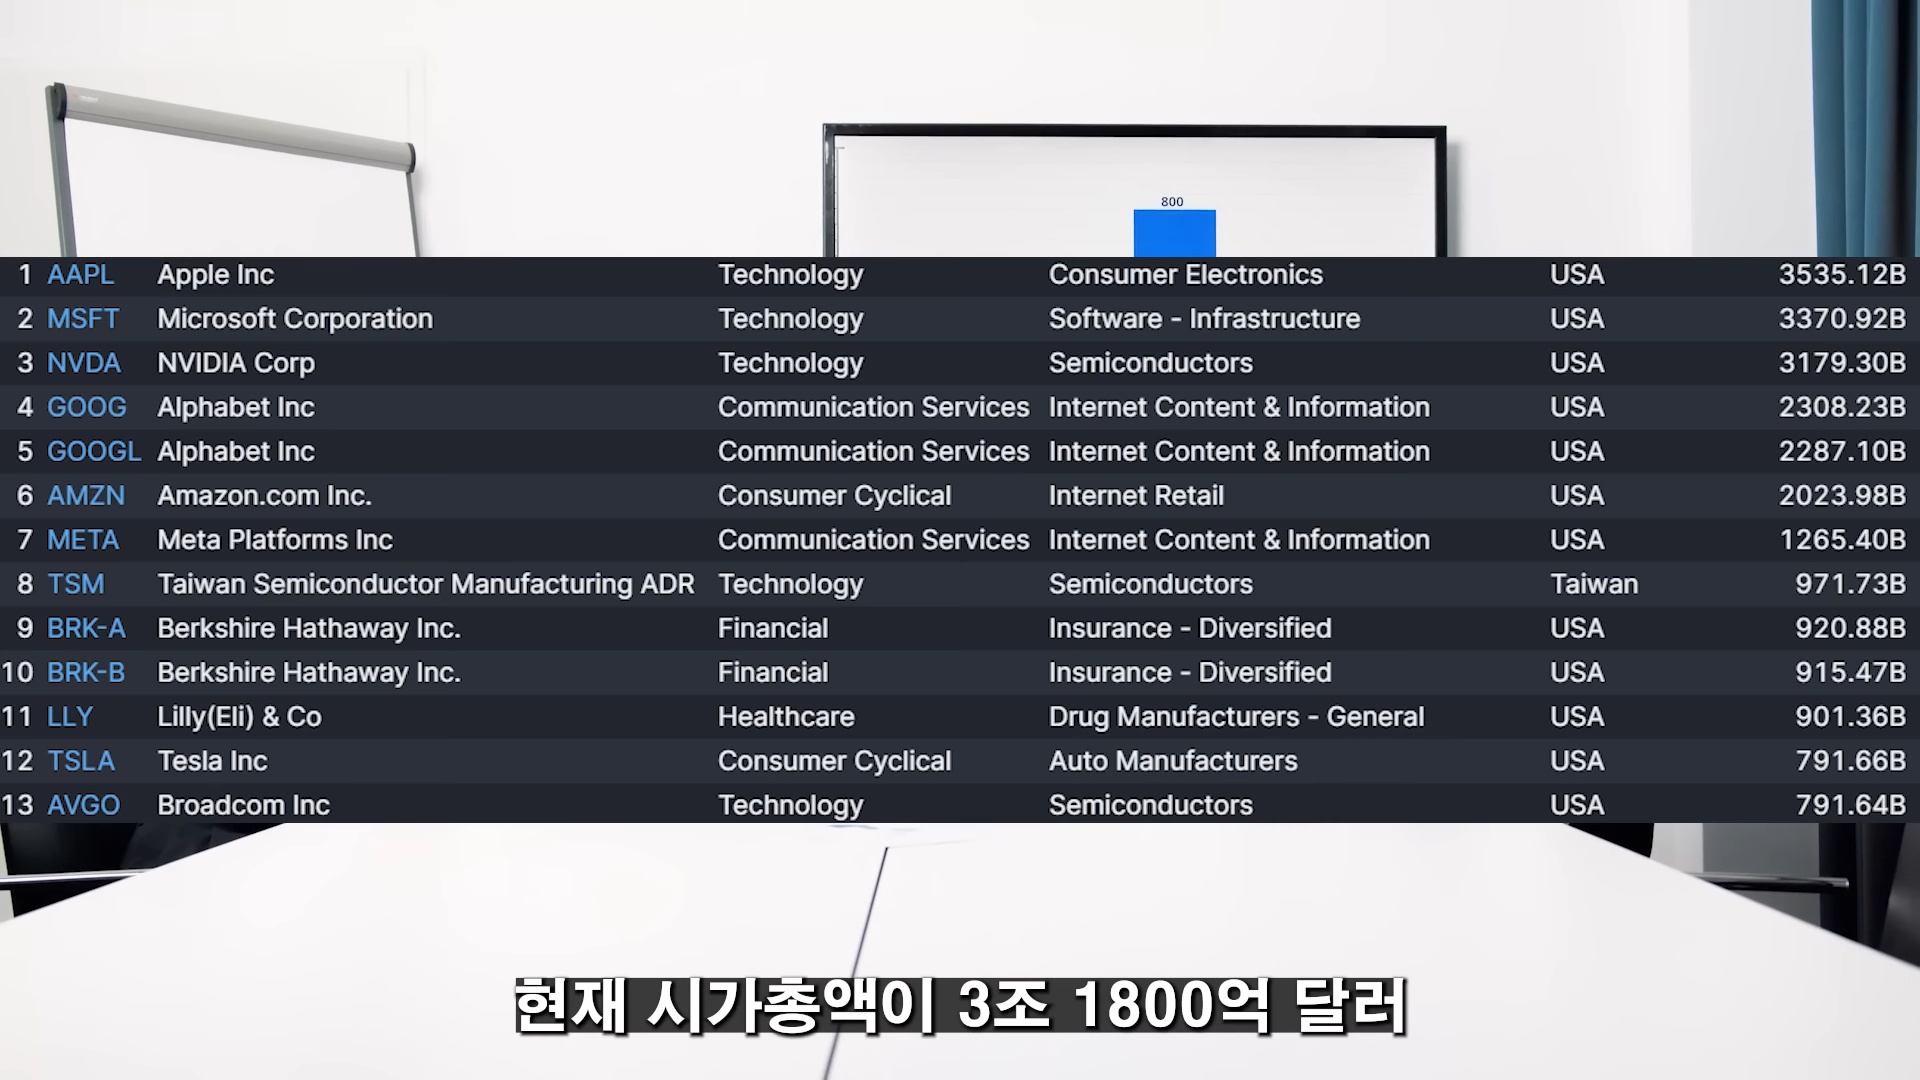 800
1 AAPL Apple Inc Technology Consumer Electronics USA 3535.12B
2 MSFT Microsoft Corporation Technology Software - Infrastructure USA 3370.92B
3 NVDA NVIDIA Corp Technology Semiconductors USA 3179.30B
4 GOOG Alphabet Inc Communication Services Internet Content & Information USA 2308.23B
5 GOOGL Alphabet Inc Communication Services Internet Content & Information USA 2287.10B
6 AMZN Amazon.com Inc. Consumer Cyclical Internet Retail USA 2023.98B
7 META Meta Platforms Inc Communication Services Internet Content & Information USA 1265.40B
8 TSM Taiwan Semiconductor Manufacturing ADR Technology Semiconductors Taiwan 971.73B
9 BRK-A Berkshire Hathaway Inc. Financial Insurance - Diversified USA 920.88B
10 BRK-B Berkshire Hathaway Inc. Financial Insurance - Diversified USA 915.47B
11 LLY Lilly(Eli) & Co Healthcare Drug Manufacturers - General USA 901.36B
12 TSLA Tesla Inc Consumer Cyclical Auto Manufacturers USA 791.66B
13 AVGO Broadcom Inc Technology Semiconductors USA 791.64B
현재 시가총액이 3조 1800억 달러